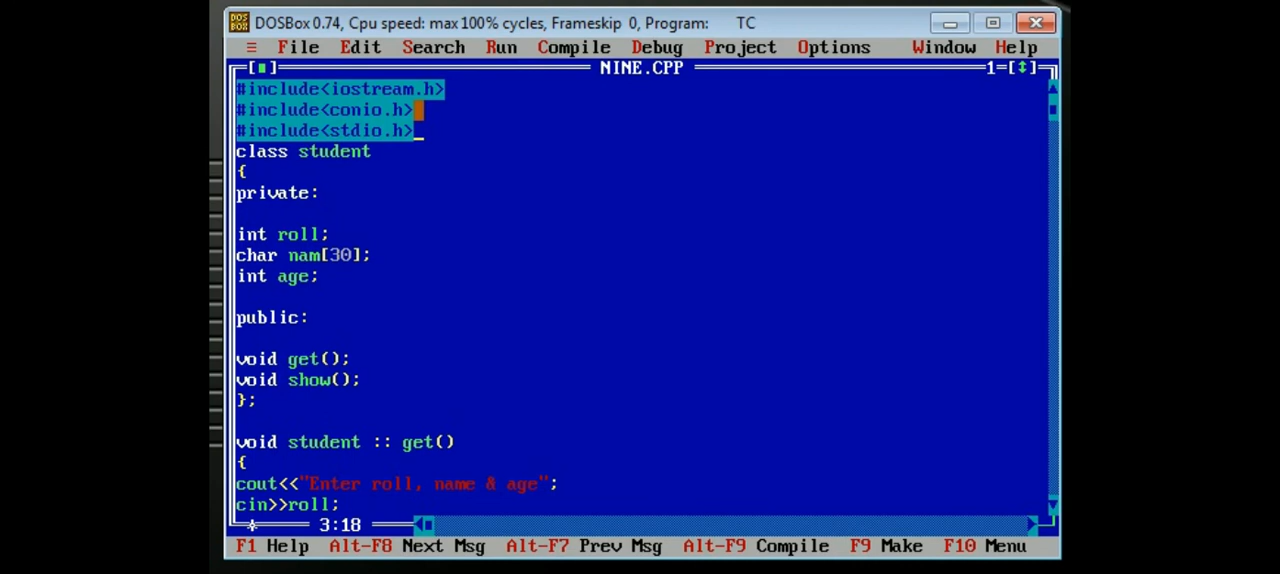 DOSBox 0.74, Cpu speed: max 100% cycles, Frameskip 0, Program: TC
≡ File Edit Search Run Compile Debug Project Options Window Help
[■] NINE.CPP 1=[↕]
#include<iostream.h>
#include<conio.h>
#include<stdio.h>
class student
{
private:
int roll;
char nam[30];
int age;
public:
void get();
void show();
};
void student :: get()
{
cout<<"Enter roll, name & age";
cin>>roll;
3:18
F1 Help Alt-F8 Next Msg Alt-F7 Prev Msg Alt-F9 Compile F9 Make F10 Menu